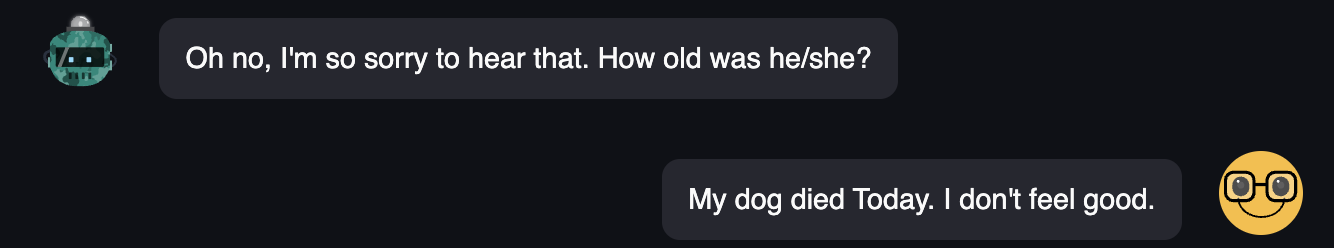 Oh no, I'm so sorry to hear that. How old was he/she?
My dog died Today. I don't feel good.